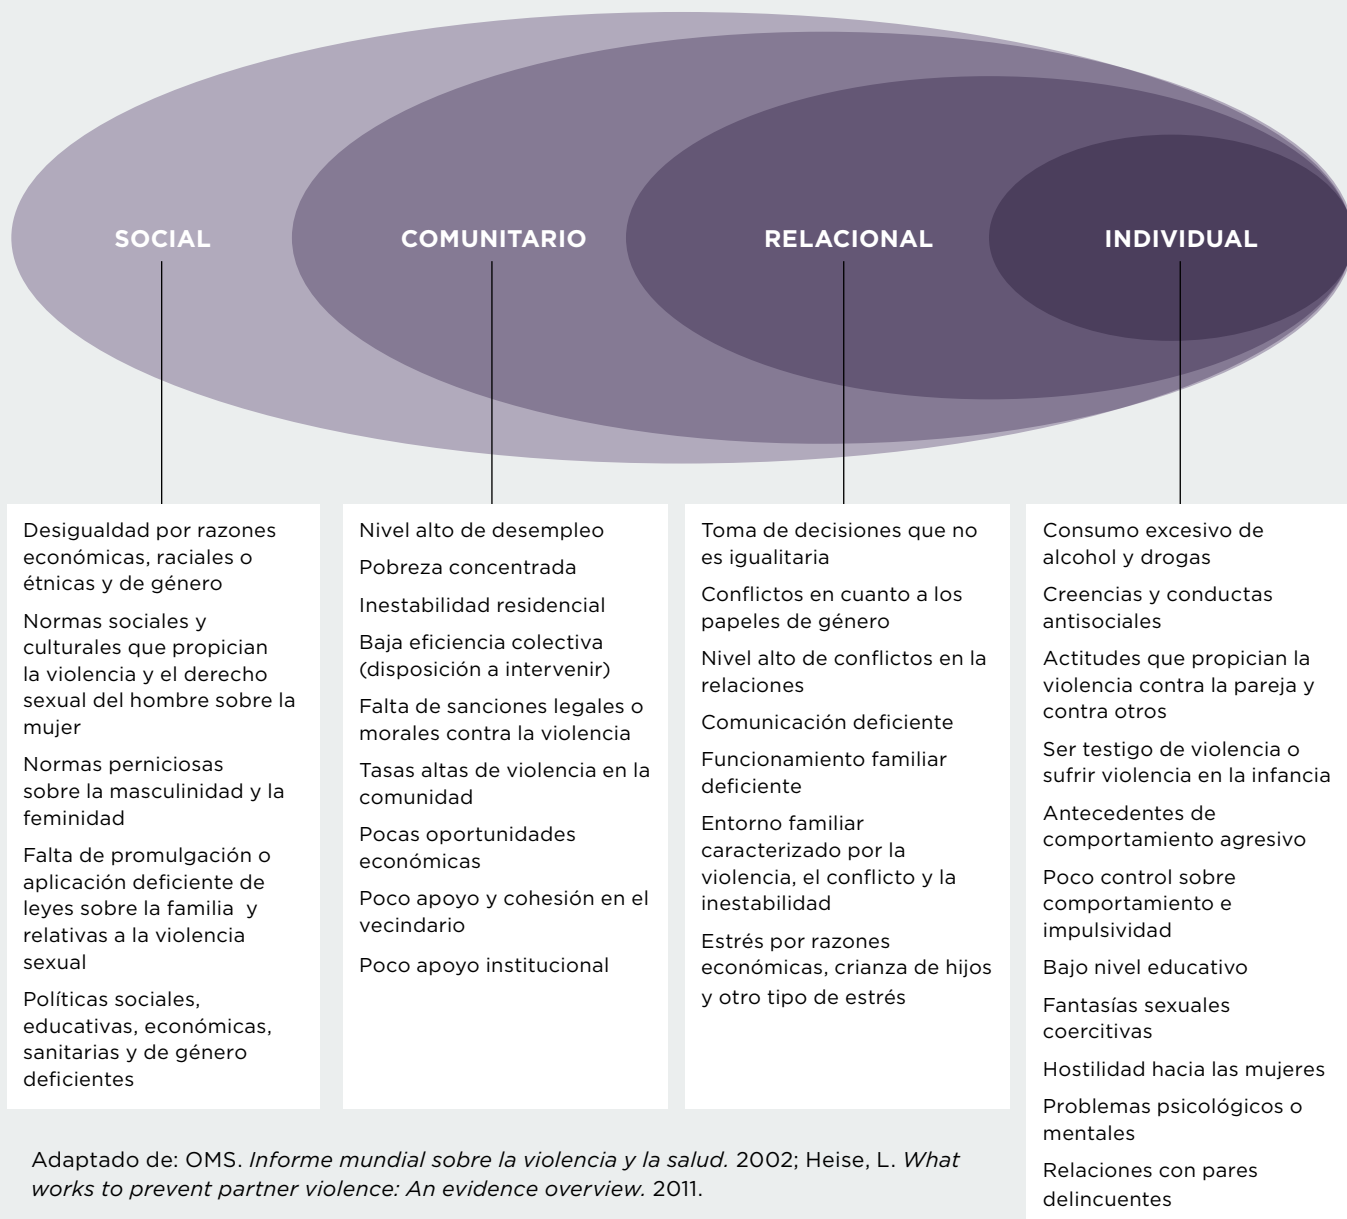 SOCIAL
COMUNITARIO
RELACIONAL
INDIVIDUAL
Desigualdad por razones
económicas, raciales o
étnicas y de género
Normas sociales y
culturales que propician
la violencia y el derecho
sexual del hombre sobre la
mujer
Normas perniciosas
sobre la masculinidad y la
feminidad
Falta de promulgación o
aplicación deficiente de
leyes sobre la familia y
relativas a la violencia
sexual
Políticas sociales,
educativas, económicas,
sanitarias y de género
deficientes
Nivel alto de desempleo
Pobreza concentrada
Inestabilidad residencial
Baja eficiencia colectiva
(disposición a intervenir)
Falta de sanciones legales o
morales contra la violencia
Tasas altas de violencia en la
comunidad
Pocas oportunidades
económicas
Poco apoyo y cohesión en el
vecindario
Poco apoyo institucional
Toma de decisiones que no
es igualitaria
Conflictos en cuanto a los
papeles de género
Nivel alto de conflictos en la
relaciones
Comunicación deficiente
Funcionamiento familiar
deficiente
Entorno familiar
caracterizado por la
violencia, el conflicto y la
inestabilidad
Estrés por razones
económicas, crianza de hijos
y otro tipo de estrés
Consumo excesivo de
alcohol y drogas
Creencias y conductas
antisociales
Actitudes que propician la
violencia contra la pareja y
contra otros
Ser testigo de violencia o
sufrir violencia en la infancia
Antecedentes de
comportamiento agresivo
Poco control sobre
comportamiento e
impulsividad
Bajo nivel educativo
Fantasías sexuales
coercitivas
Hostilidad hacia las mujeres
Problemas psicológicos o
mentales
Relaciones con pares
delincuentes
Adaptado de: OMS. Informe mundial sobre la violencia y la salud. 2002; Heise, L. What
works to prevent partner violence: An evidence overview. 2011.